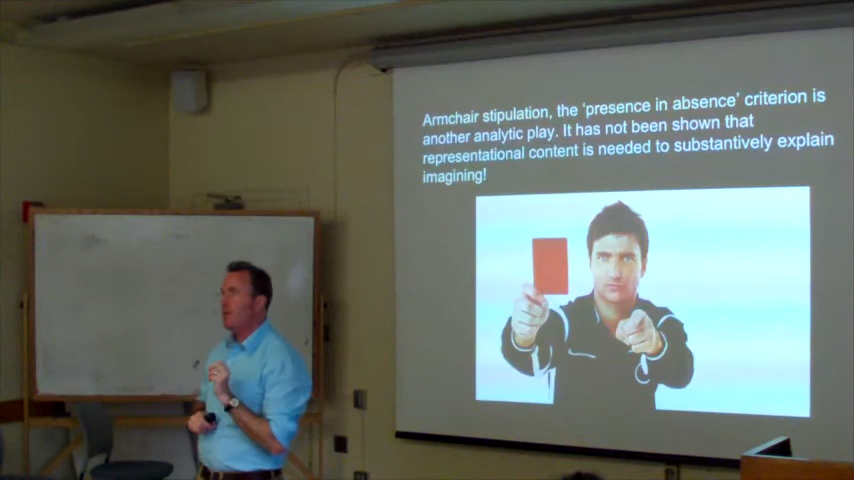 Armchair stipulation, the 'presence in absence' criterion is
another analytic play. It has not been shown that
representational content is needed to substantively explain
imagining!